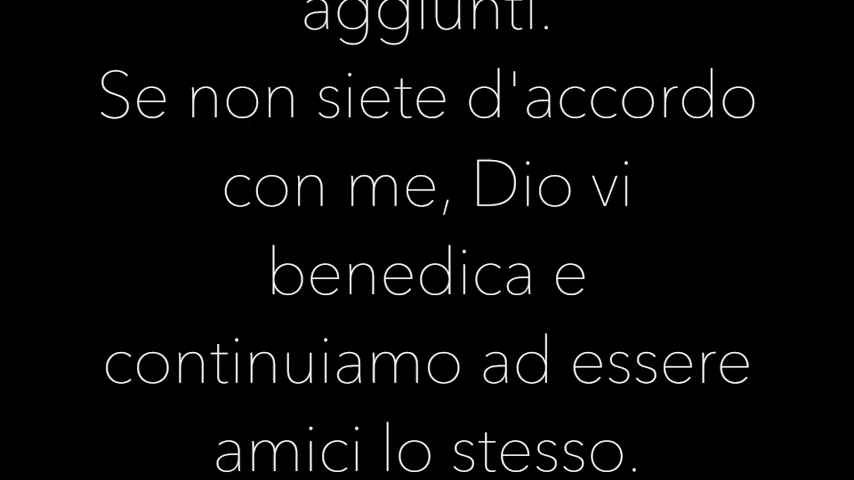 aggiunti.
Se non siete d'accordo
con me, Dio vi
benedica e
continuiamo ad essere
amici lo stesso.